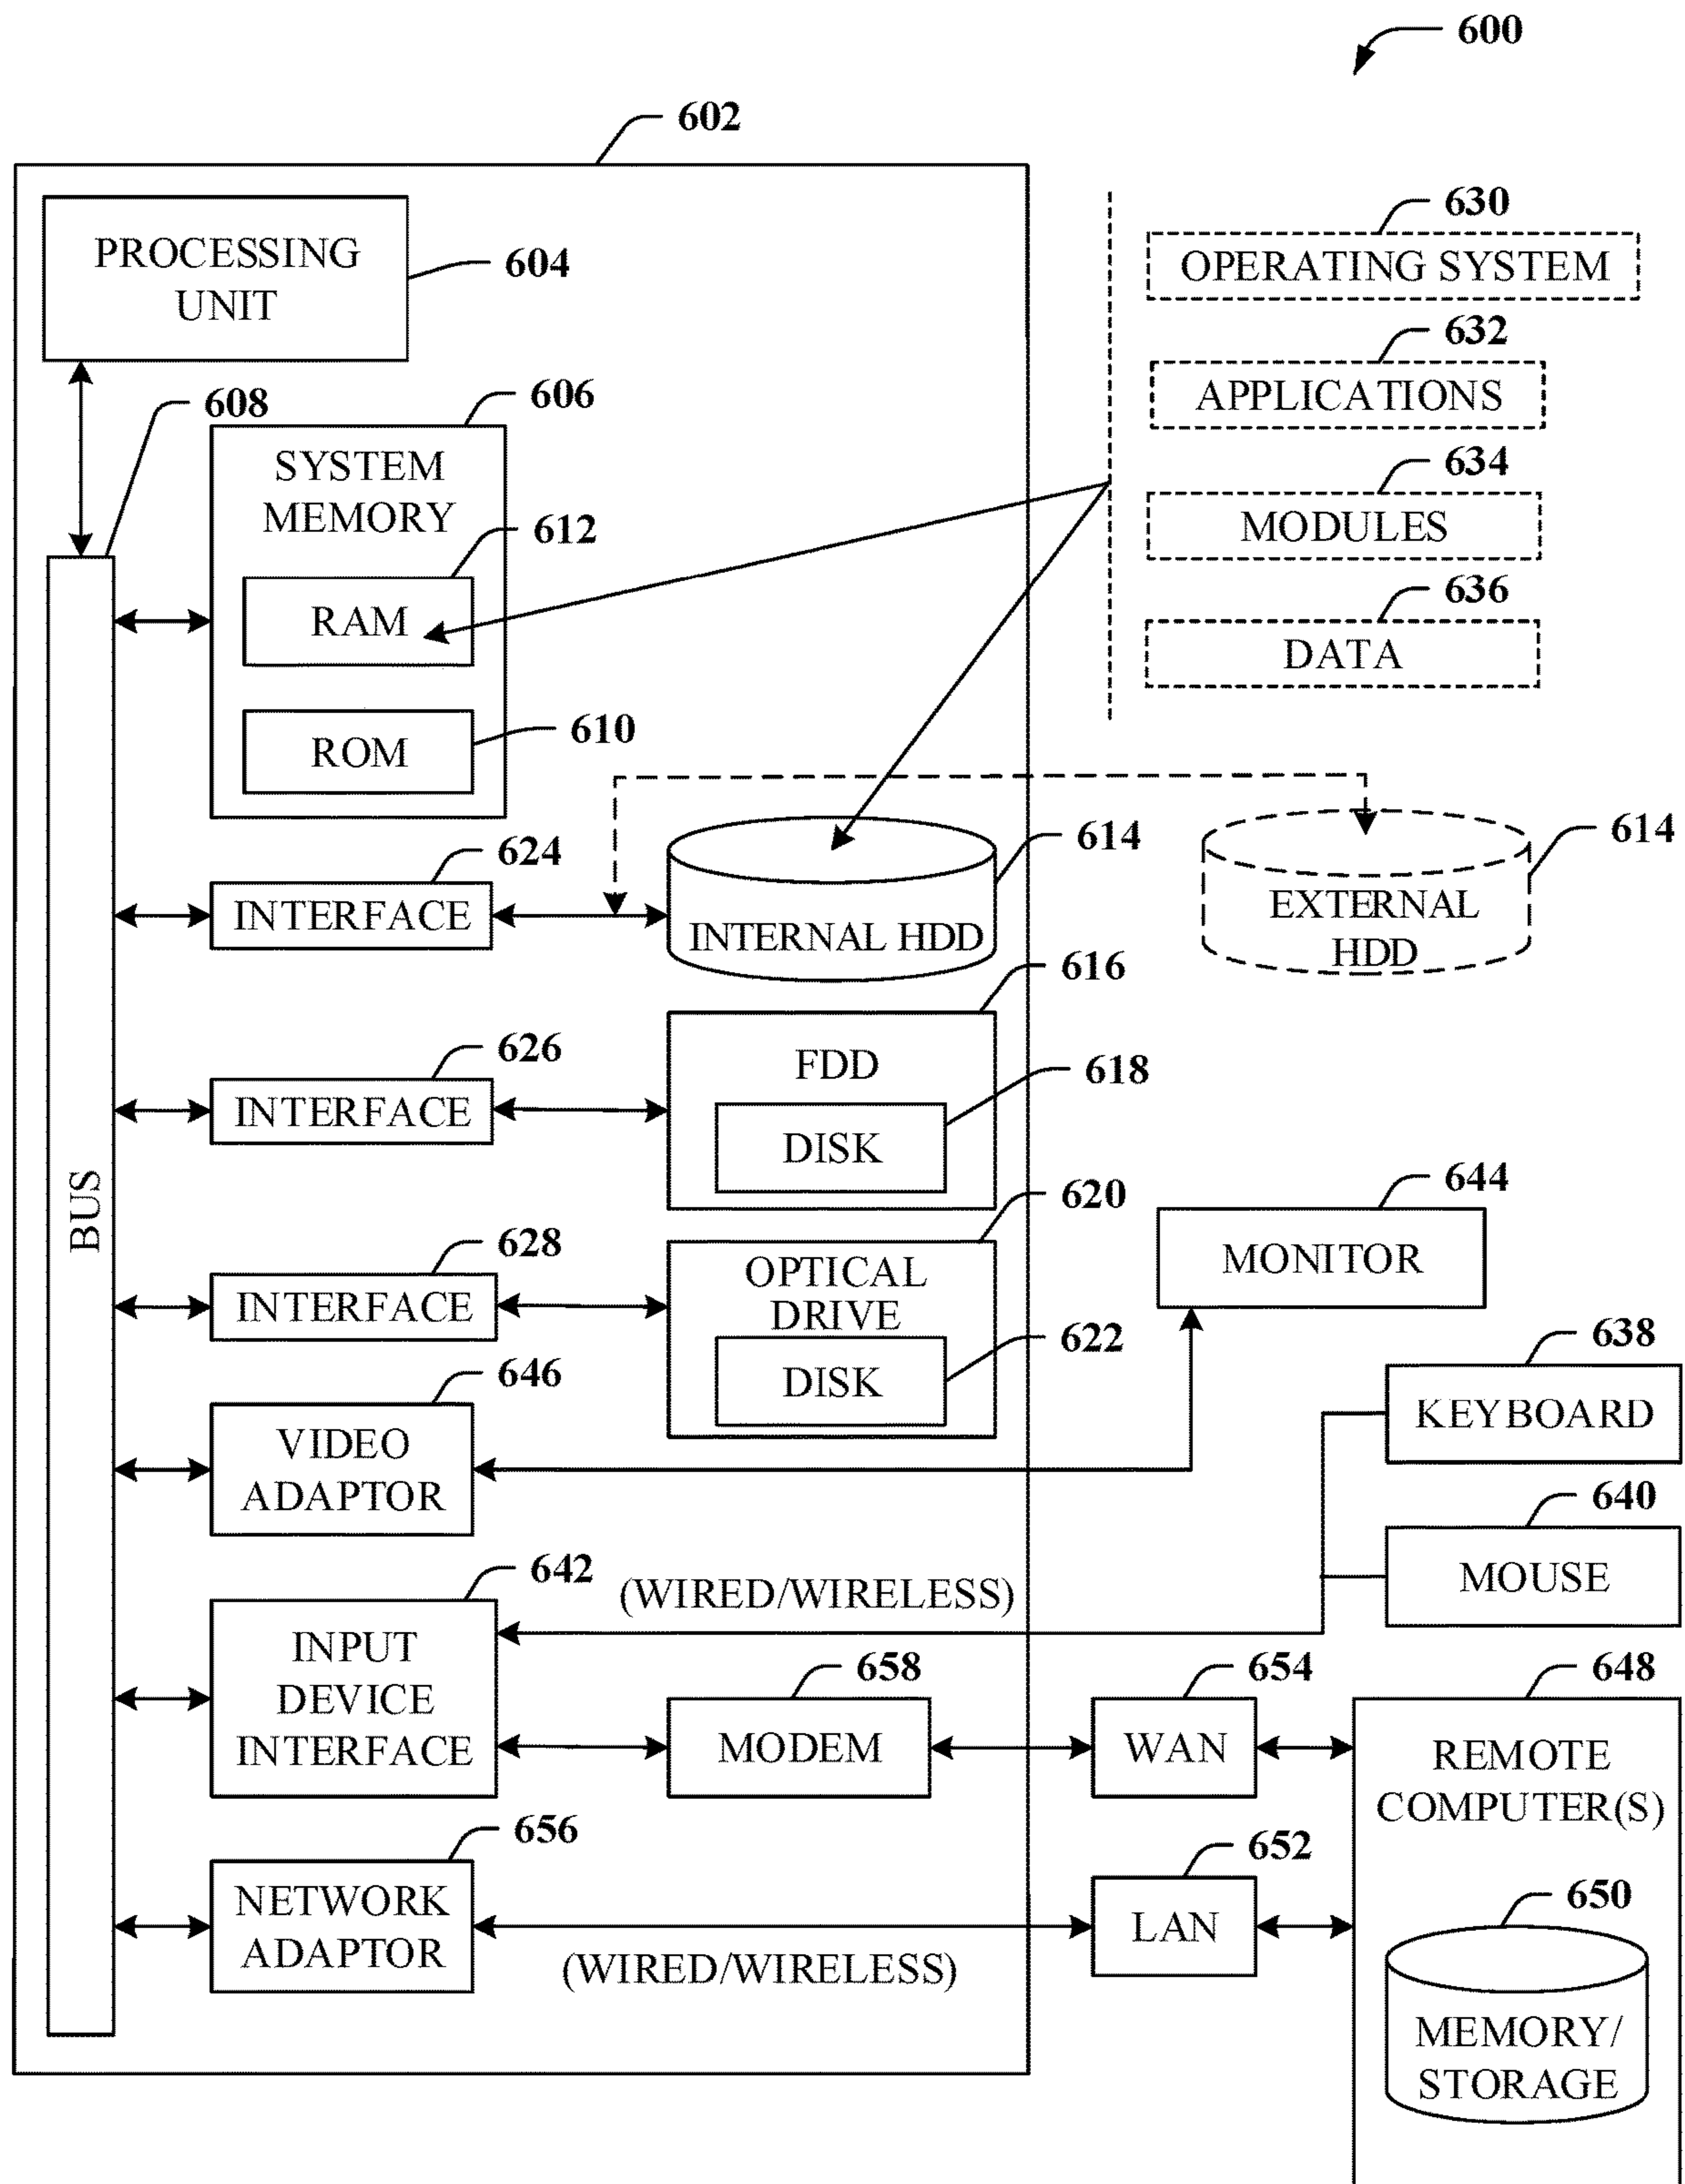 600
602
PROCESSING
UNIT
604
630
OPERATING SYSTEM
632
APPLICATIONS
634
MODULES
636
DATA
608
606
SYSTEM
MEMORY
612
RAM
610
ROM
624
INTERFACE
614
INTERNAL HDD
614
EXTERNAL
HDD
616
FDD
626
INTERFACE
618
DISK
BUS
628
INTERFACE
620
OPTICAL
DRIVE
622
DISK
644
MONITOR
638
KEYBOARD
646
VIDEO
ADAPTOR
640
MOUSE
642
(WIRED/WIRELESS)
INPUT
DEVICE
INTERFACE
658
MODEM
654
WAN
648
REMOTE
COMPUTER(S)
656
NETWORK
ADAPTOR
(WIRED/WIRELESS)
652
LAN
650
MEMORY/
STORAGE